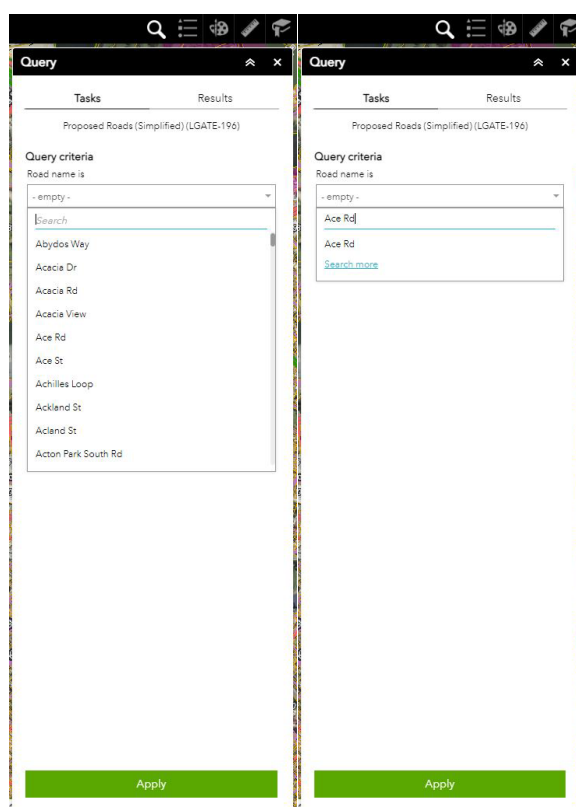 Query
Tasks Results
Proposed Roads (Simplified) (LGATE-196)
Query criteria
Road name is
- empty -
Search
Abydos Way
Acacia Dr
Acacia Rd
Acacia View
Ace Rd
Ace St
Achilles Loop
Ackland St
Acland St
Acton Park South Rd
Apply
Query
Tasks Results
Proposed Roads (Simplified) (LGATE-196)
Query criteria
Road name is
- empty -
Ace Rd
Ace Rd
Search more
Apply